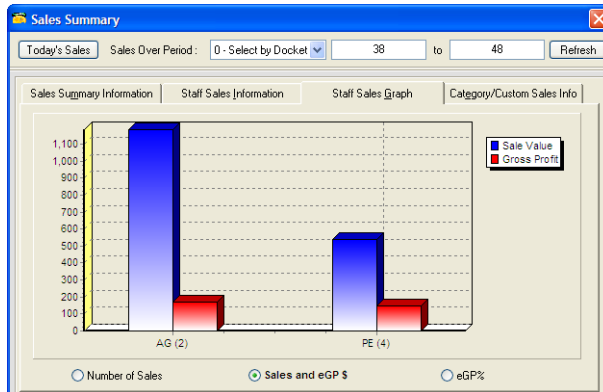 Sales Summary
Today's Sales Sales Over Period : 0 - Select by Docket 38 to 48 Refresh
Sales Summary Information Staff Sales Information Staff Sales Graph Category/Custom Sales Info
1,100
1,000
900
800
700
600
500
400
300
200
100
0
AG (2) PE (4)
Sale Value
Gross Profit
Number of Sales Sales and eGP $ eGP%